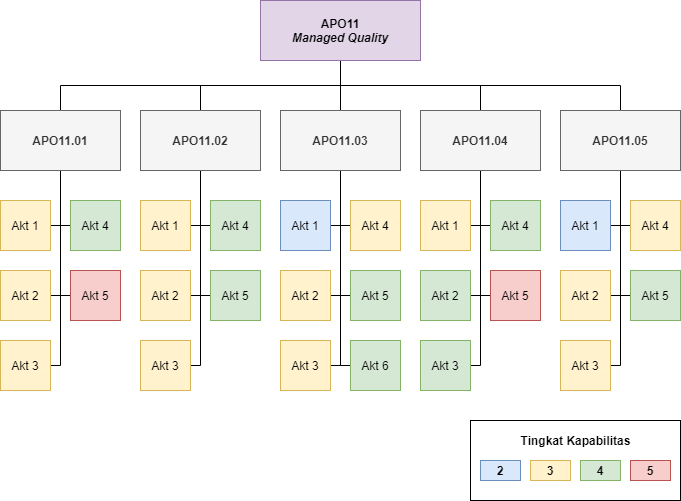 APO11
Managed Quality
APO11.01
APO11.02
APO11.03
APO11.04
APO11.05
Akt 1
Akt 4
Akt 1
Akt 4
Akt 1
Akt 4
Akt 1
Akt 4
Akt 1
Akt 4
Akt 2
Akt 5
Akt 2
Akt 5
Akt 2
Akt 5
Akt 2
Akt 5
Akt 2
Akt 5
Akt 3
Akt 3
Akt 3
Akt 6
Akt 3
Akt 3
Tingkat Kapabilitas
2
3
4
5